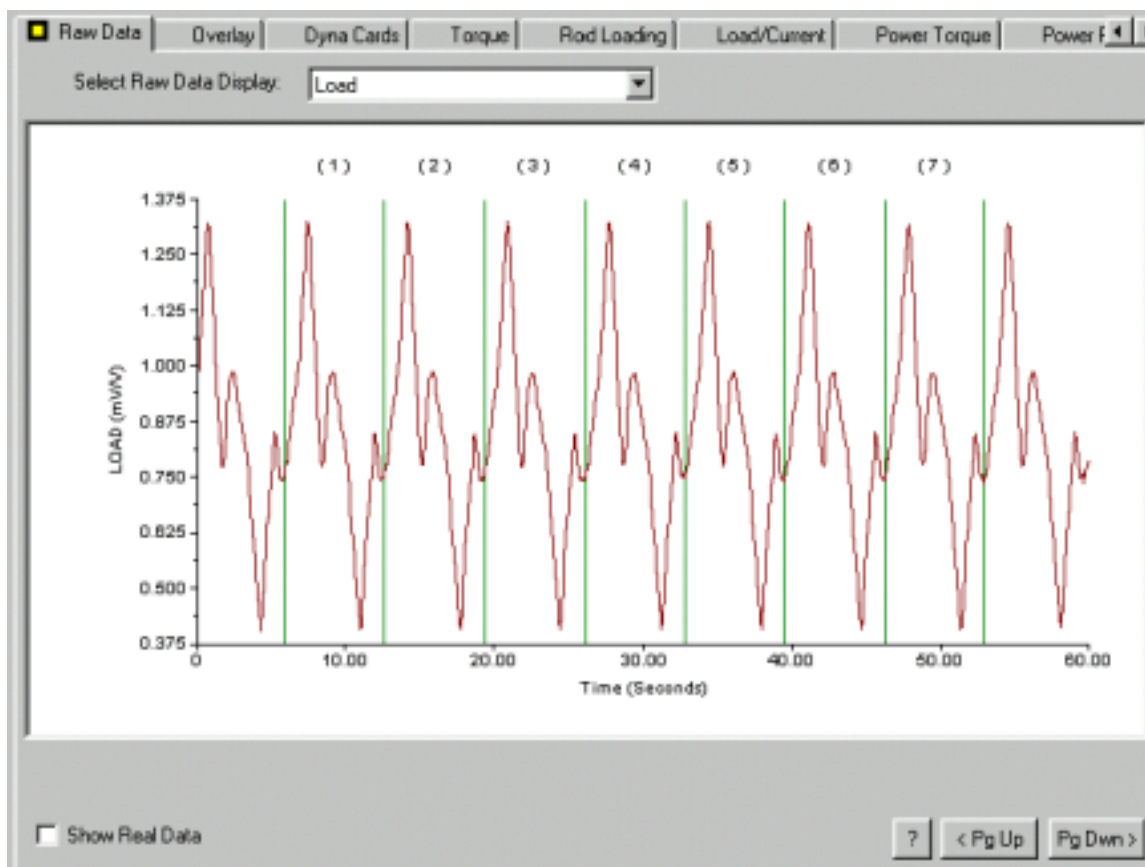 Raw Data Overlay Dyna Cards Torque Rod Loading Load/Current Power Torque Power
Select Raw Data Display: Load
(1) (2) (3) (4) (5) (6) (7)
1.375
1.250
1.125
1.000
0.875
0.750
0.625
0.500
0.375
LOAD (mV/V)
0 10.00 20.00 30.00 40.00 50.00 60.00
Time (Seconds)
Show Real Data ? < Pg Up Pg Dwn >